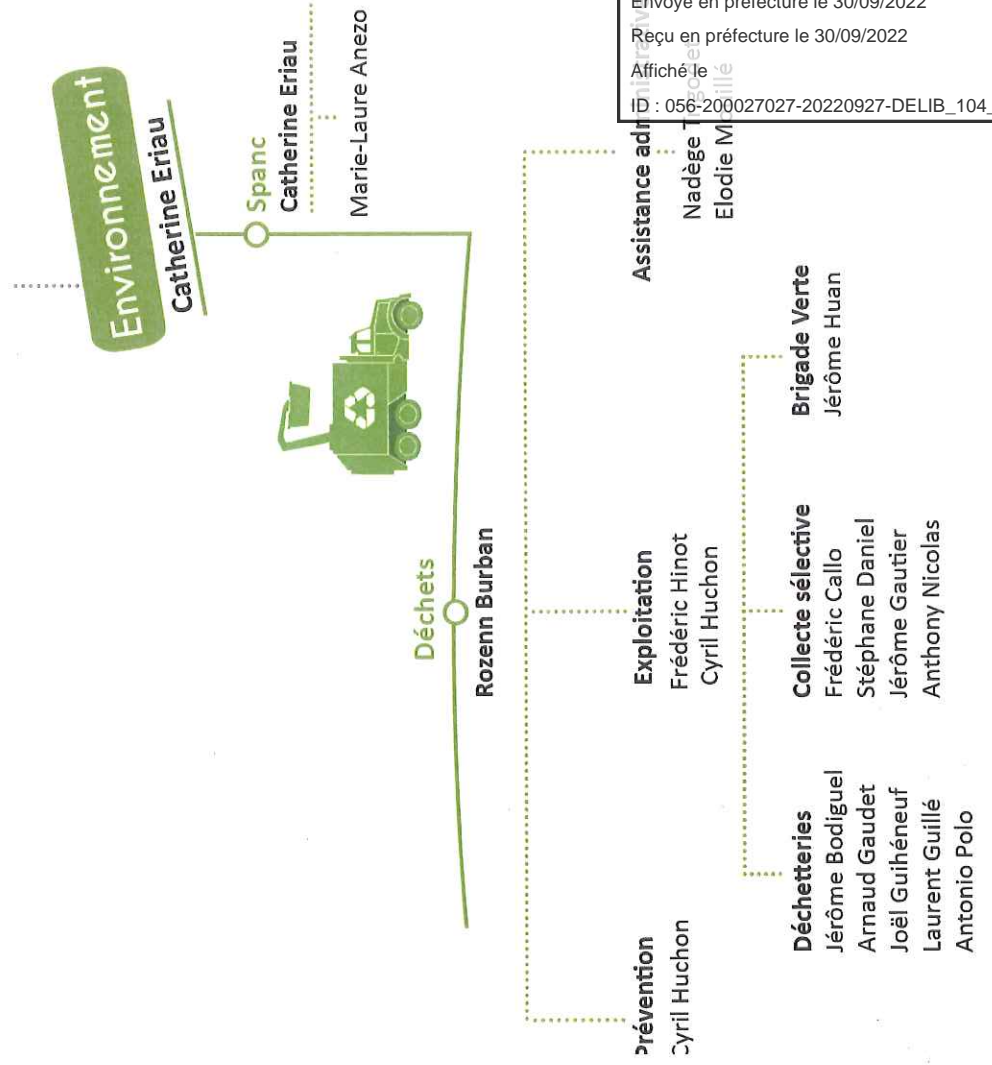 Envoyé en préfecture le 30/09/2022
Reçu en préfecture le 30/09/2022
Affiché le
ID : 056-200027027-20220927-DELIB_104_
Environnement
Catherine Eriau
Spanc
Catherine Eriau
Marie-Laure Anezo
Déchets
Rozenn Burban
Prévention
Cyril Huchon
Exploitation
Frédéric Hinot
Cyril Huchon
Assistance administrative
Nadège
Elodie
Déchetteries
Jérôme Bodiguel
Arnaud Gaudet
Joël Guihéneuf
Laurent Guillé
Antonio Polo
Collecte sélective
Frédéric Callo
Stéphane Daniel
Jérôme Gautier
Anthony Nicolas
Brigade Verte
Jérôme Huan